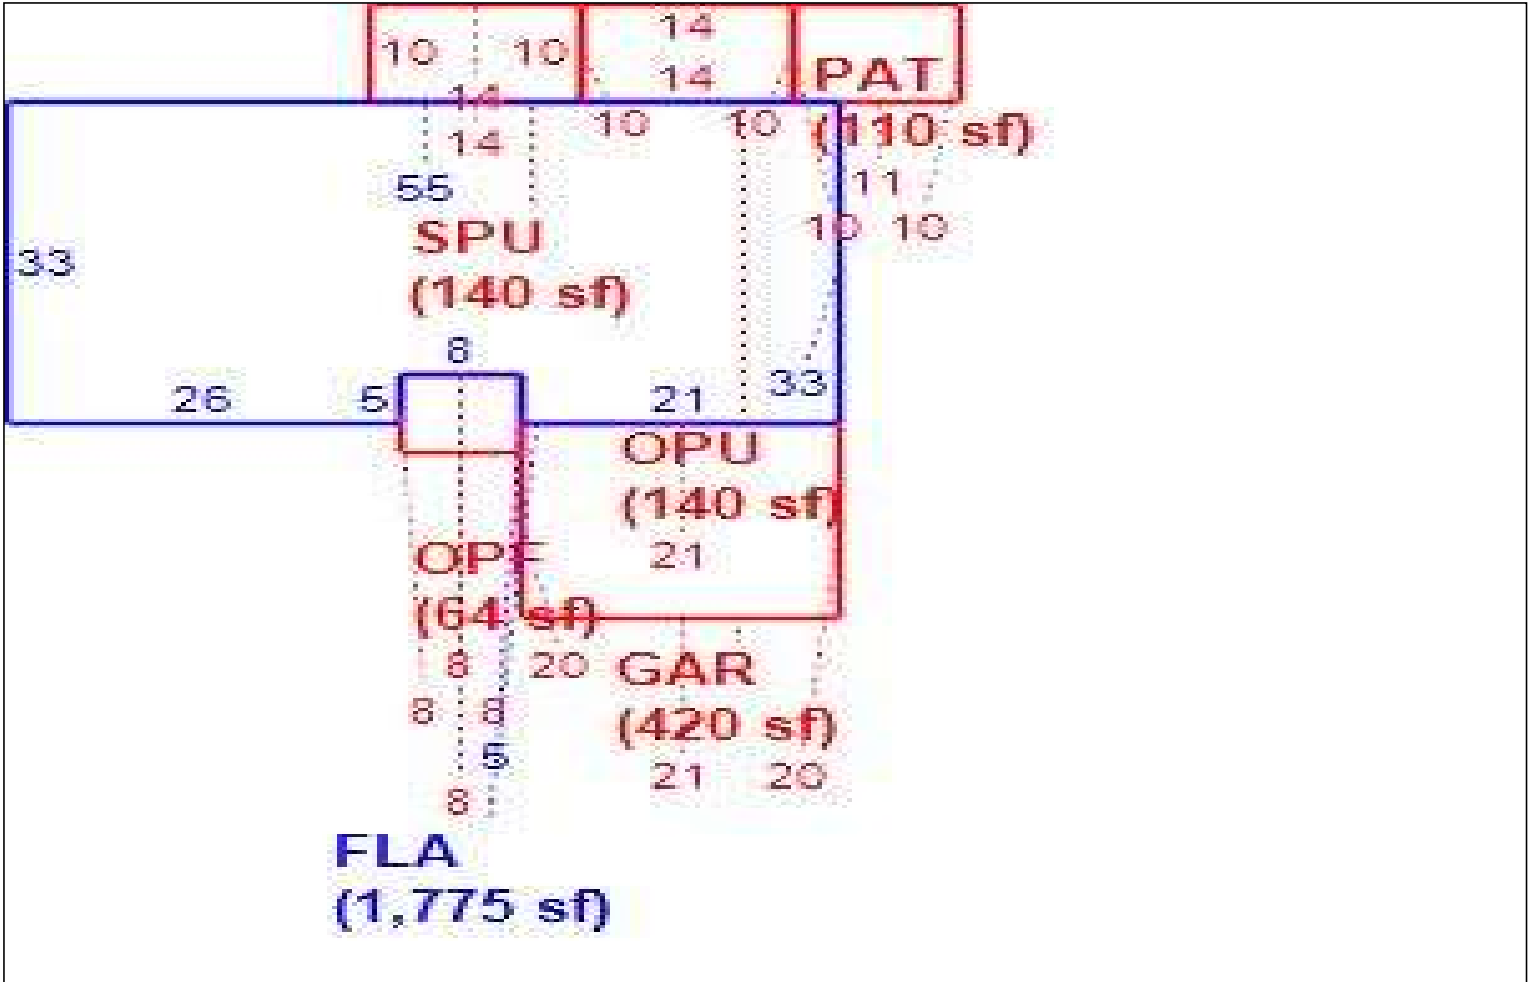 14
10 10 14
PAT
14
14
10 10
(110 sf)
55
11
SPU
10 10
33
(140 sf)
8
26 5 21 33
OPU
(140 sf)
OPF
21
(64 sf)
8 20 GAR
8 8
(420 sf)
5
21 20
8
FLA
(1,775 sf)